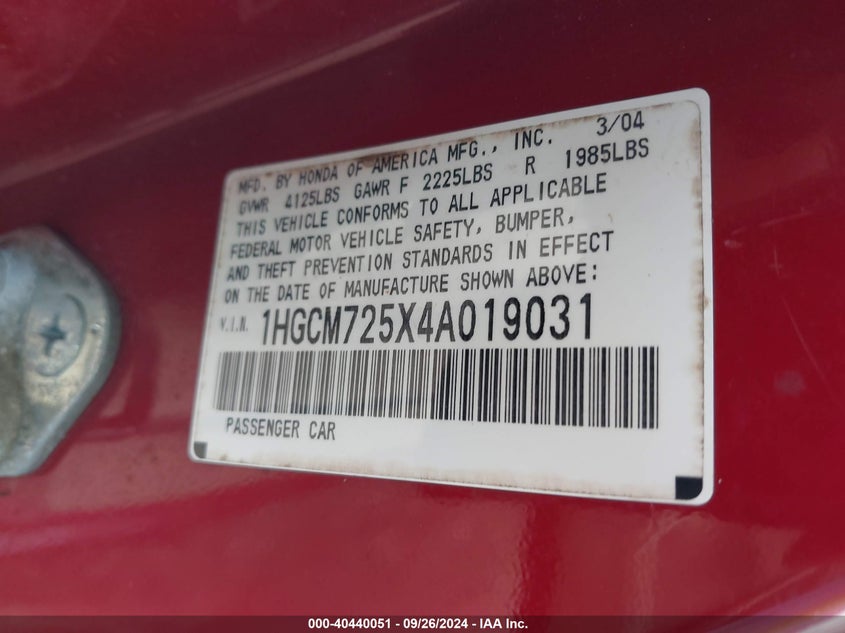 MFD. BY HONDA OF AMERICA MFG., INC. 3/04
GVWR 4125LBS GAWR F 2225LBS R 1985LBS
THIS VEHICLE CONFORMS TO ALL APPLICABLE
FEDERAL MOTOR VEHICLE SAFETY, BUMPER,
AND THEFT PREVENTION STANDARDS IN EFFECT
ON THE DATE OF MANUFACTURE SHOWN ABOVE:
V.I.N. 1HGCM725X4A019031
PASSENGER CAR
000-40440051 - 09/26/2024 - IAA Inc.